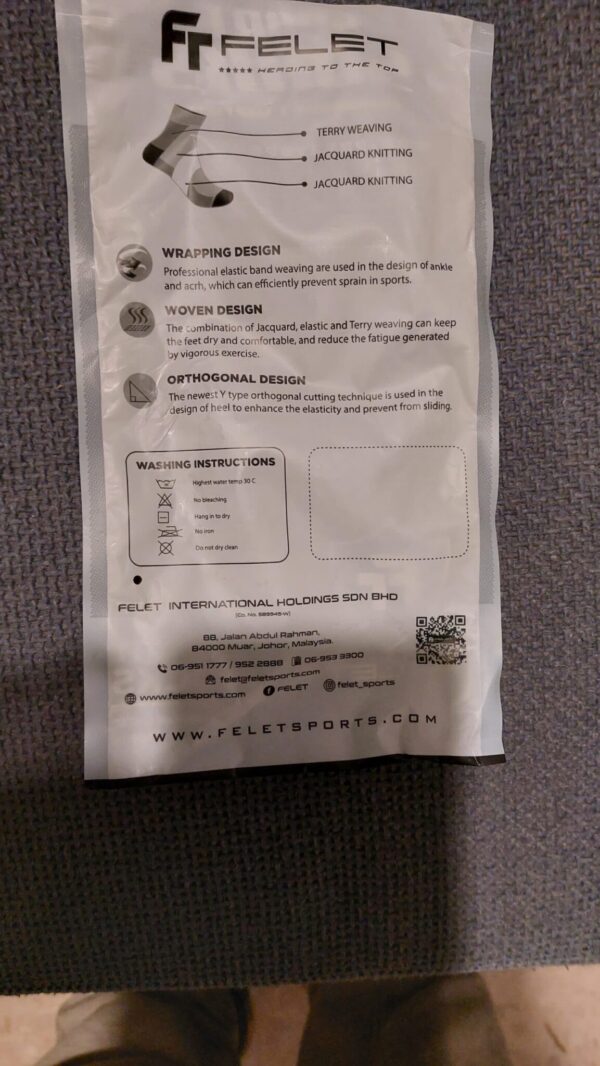 FT FELET
★★★★★ HEADING TO THE TOP
TERRY WEAVING
JACQUARD KNITTING
JACQUARD KNITTING
WRAPPING DESIGN
Professional elastic band weaving are used in the design of ankle
and acrh, which can efficiently prevent sprain in sports.
WOVEN DESIGN
The combination of Jacquard, elastic and Terry weaving can keep
the feet dry and comfortable, and reduce the fatigue generated
by vigorous exercise.
ORTHOGONAL DESIGN
The newest Y type orthogonal cutting technique is used in the
design of heel to enhance the elasticity and prevent from sliding.
WASHING INSTRUCTIONS
Highest water temp 30 C
No bleaching
Hang in to dry
No iron
Do not dry clean
FELET INTERNATIONAL HOLDINGS SDN BHD
88, Jalan Abdul Rahman,
84000 Muar, Johor, Malaysia.
06-951 1777 / 952 2888 06-953 3300
felet@feletsports.com
www.feletsports.com FELET felet_sports
WWW.FELETSPORTS.COM